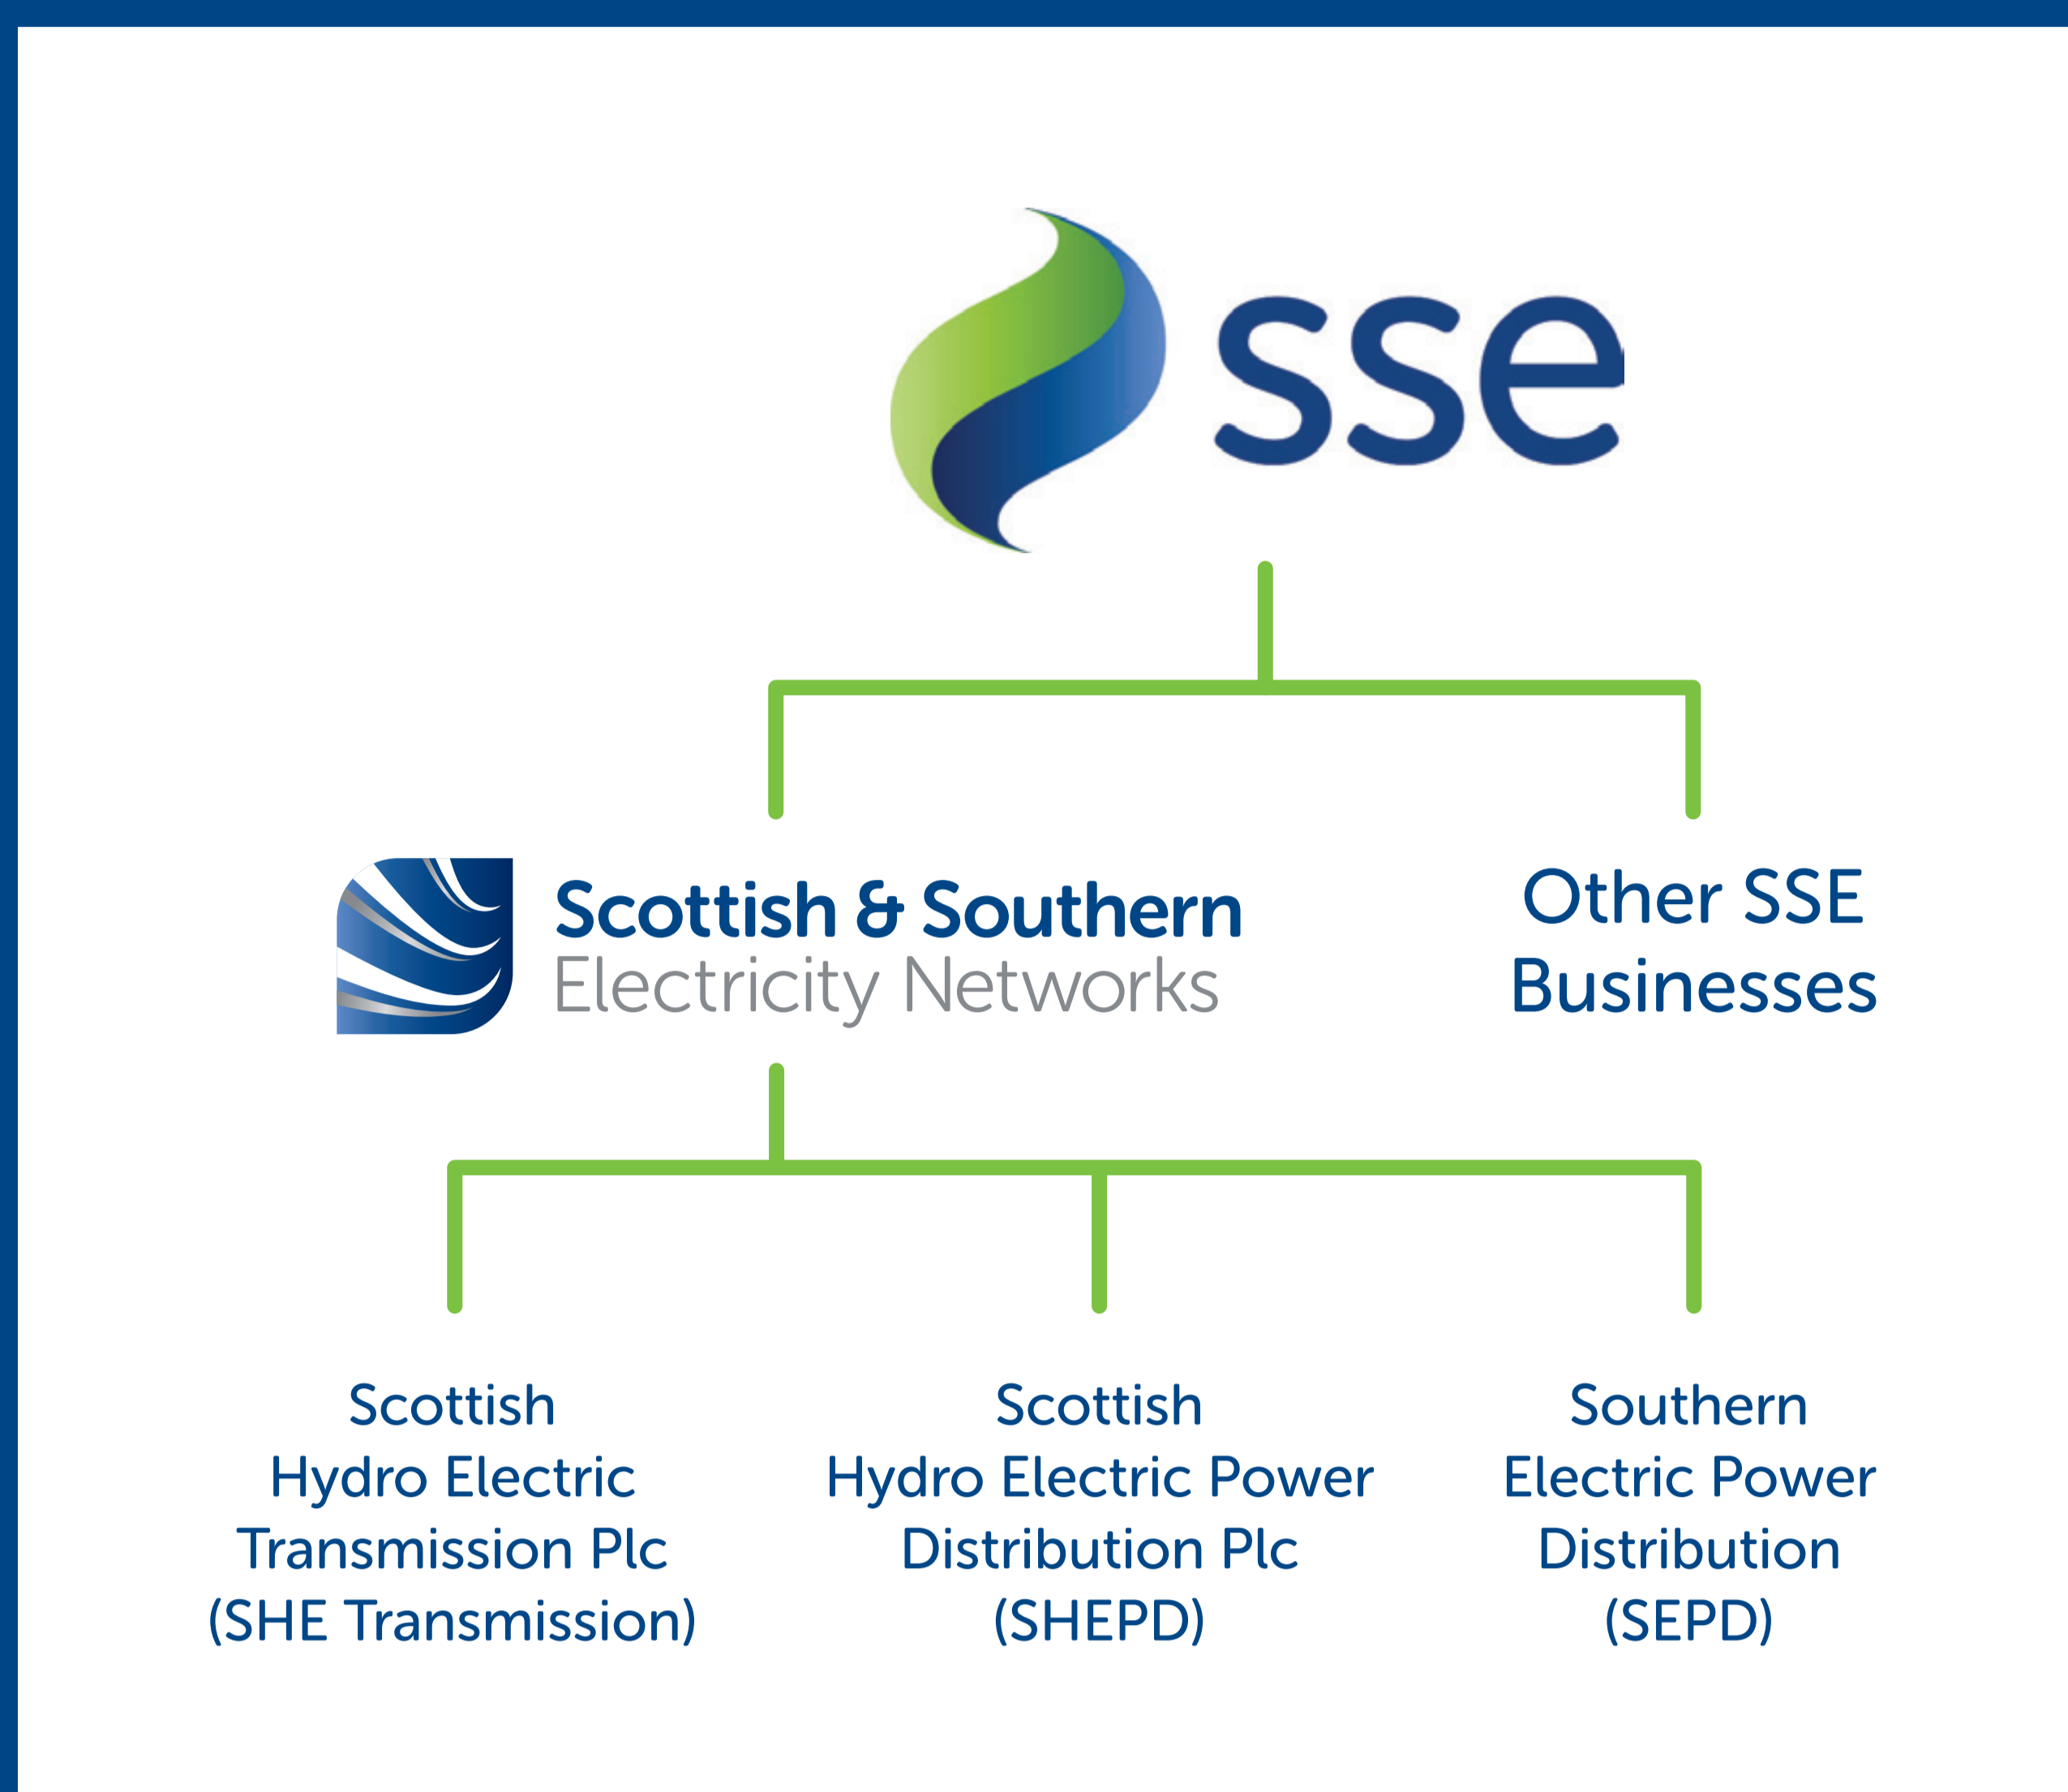 sse
Scottish & Southern
Electricity Networks
Other SSE
Businesses
Scottish
Hydro Electric
Transmission Plc
(SHE Transmission)
Scottish
Hydro Electric Power
Distribution Plc
(SHEPD)
Southern
Electric Power
Distribution
(SEPD)